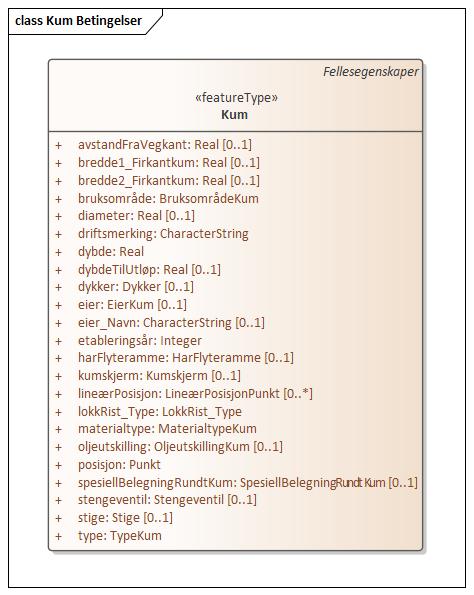 class Kum Betingelser
Fellesegenskaper
«featureType»
Kum
+ avstandFraVegkant: Real [0..1]
+ bredde1_Firkantkum: Real [0..1]
+ bredde2_Firkantkum: Real [0..1]
+ bruksområde: BruksområdeKum
+ diameter: Real [0..1]
+ driftsmerking: CharacterString
+ dybde: Real
+ dybdeTilUtløp: Real [0..1]
+ dykker: Dykker [0..1]
+ eier: EierKum [0..1]
+ eier_Navn: CharacterString [0..1]
+ etableringsår: Integer
+ harFlyteramme: HarFlyteramme [0..1]
+ kumskjerm: Kumskjerm [0..1]
+ lineærPosisjon: LineærPosisjonPunkt [0..*]
+ lokkRist_Type: LokkRist_Type
+ materialtype: MaterialtypeKum
+ oljeutskilling: OljeutskillingKum [0..1]
+ posisjon: Punkt
+ spesiellBelegningRundtKum: SpesiellBelegningRundtKum [0..1]
+ stengeventil: Stengeventil [0..1]
+ stige: Stige [0..1]
+ type: TypeKum